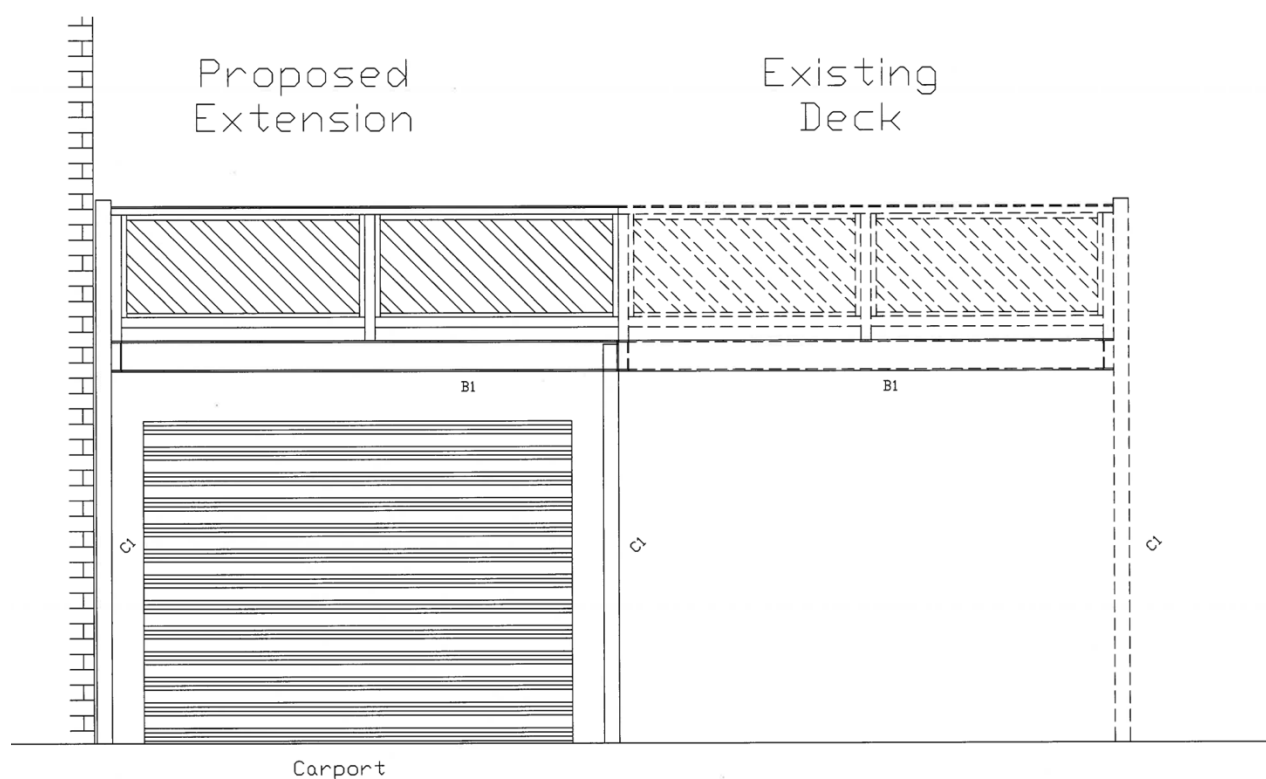 Proposed
Extension
Existing
Deck
B1
B1
C1
C1
C1
Carport